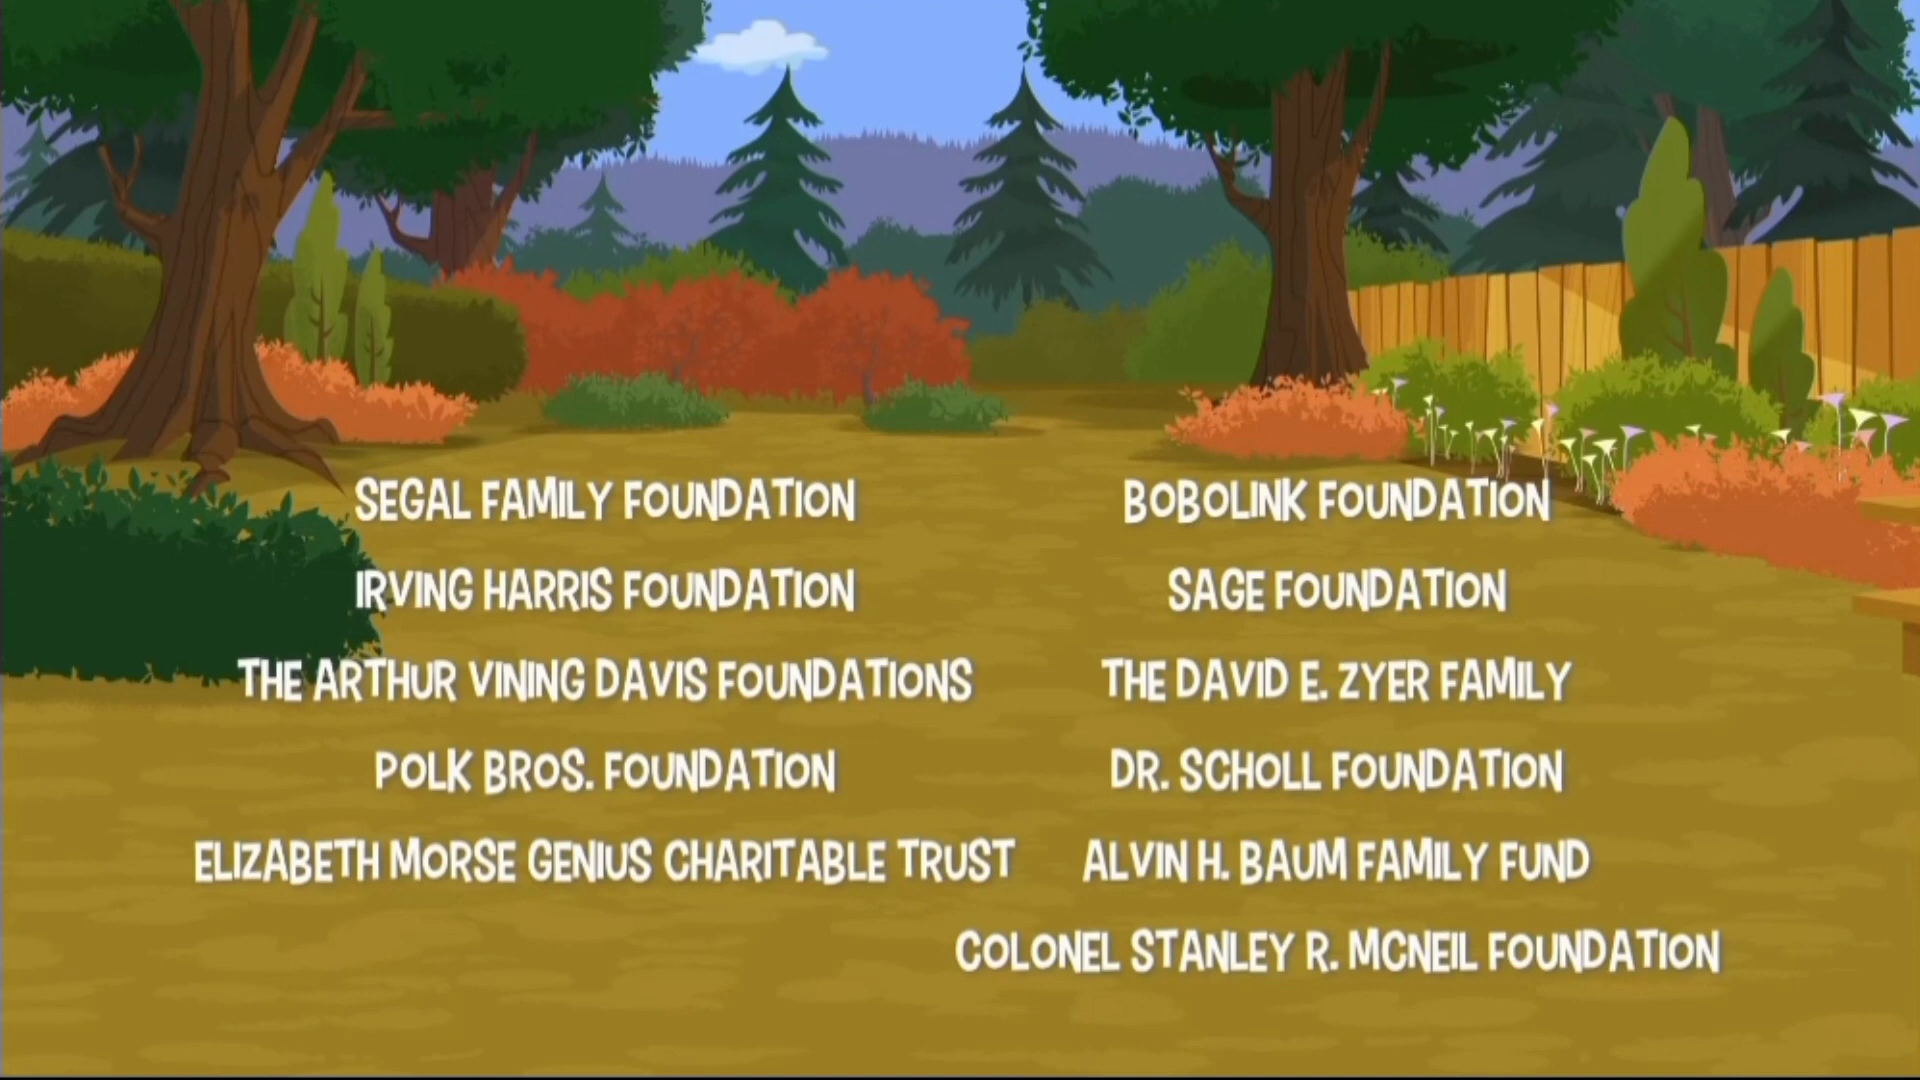 SEGAL FAMILY FOUNDATION
IRVING HARRIS FOUNDATION
THE ARTHUR VINING DAVIS FOUNDATIONS
POLK BROS. FOUNDATION
ELIZABETH MORSE GENIUS CHARITABLE TRUST
BOBOLINK FOUNDATION
SAGE FOUNDATION
THE DAVID E. ZYER FAMILY
DR. SCHOLL FOUNDATION
ALVIN H. BAUM FAMILY FUND
COLONEL STANLEY R. MCNEIL FOUNDATION